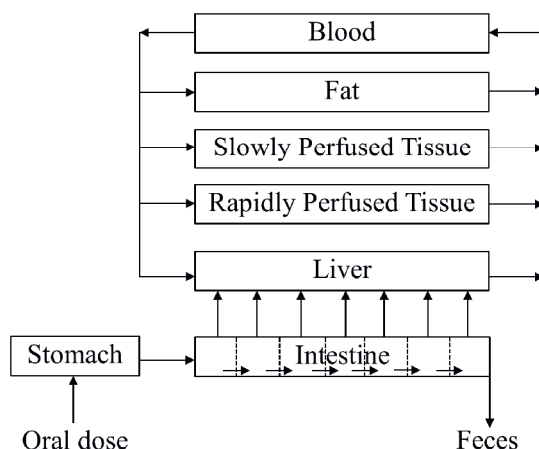 Blood
Fat
Slowly Perfused Tissue
Rapidly Perfused Tissue
Liver
Stomach
Intestine
Oral dose
Feces